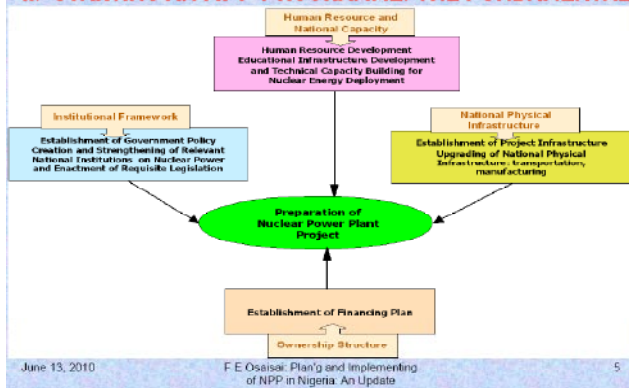 Human Resource and
National Capacity
Human Resource Development
Educational Infrastructure Development
and Technical Capacity Building for
Nuclear Energy Deployment
Institutional Framework
Establishment of Government Policy
Creation and Strengthening of Relevant
National Institutions on Nuclear Power
and Enactment of Requisite Legislation
National Physical
Infrastructure
Establishment of Project Infrastructure
Upgrading of National Physical
Infrastructure: transportation,
manufacturing
Preparation of
Nuclear Power Plant
Project
Establishment of Financing Plan
Ownership Structure
June 13, 2010
F E Osaisai: Plan'g and Implementing
of NPP in Nigeria: An Update
5